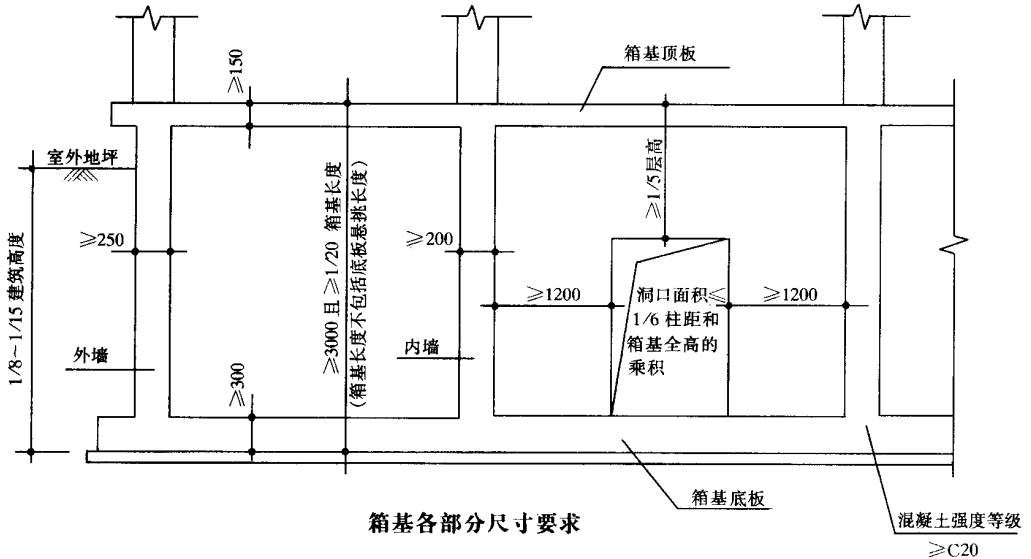 箱基顶板
≥150
室外地坪
≥1/5层高
≥250
≥200
≥3000且≥1/20 箱基长度
(箱基长度不包括底板悬挑长度)
1/8～1/15建筑高度
≥1200
洞口面积≤
1/6柱距和
箱基全高的
乘积
≥1200
外墙
内墙
≥300
箱基底板
混凝土强度等级
≥C20
箱基各部分尺寸要求